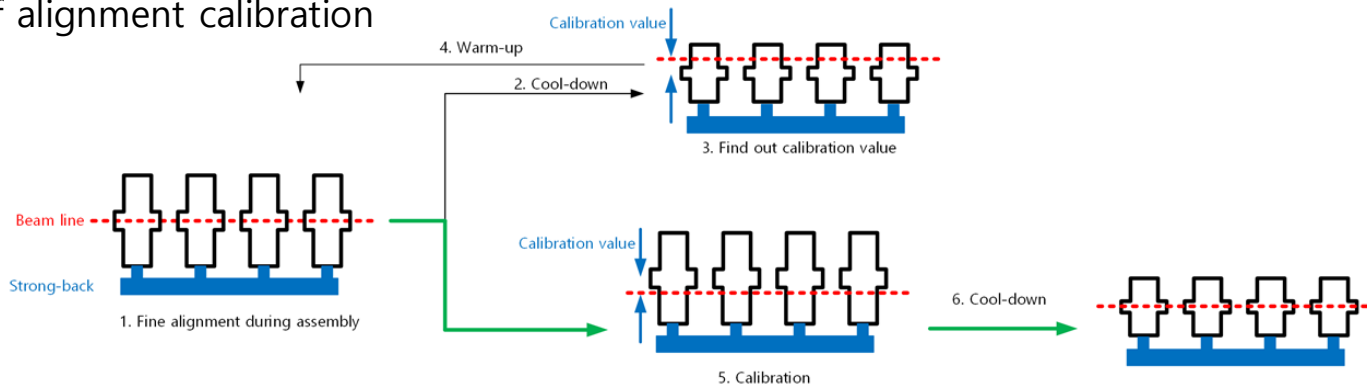 alignment calibration
Calibration value
4. Warm-up
2. Cool-down
3. Find out calibration value
Beam line
Strong-back
1. Fine alignment during assembly
Calibration value
6. Cool-down
5. Calibration